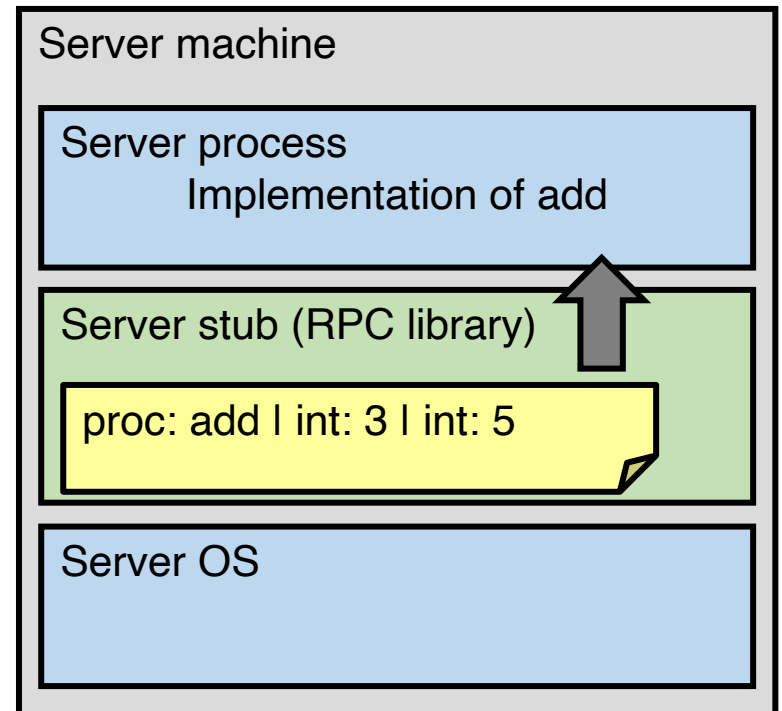 Server machine
Server process
Implementation of add
Server stub (RPC library)
proc: add | int: 3 | int: 5
Server OS